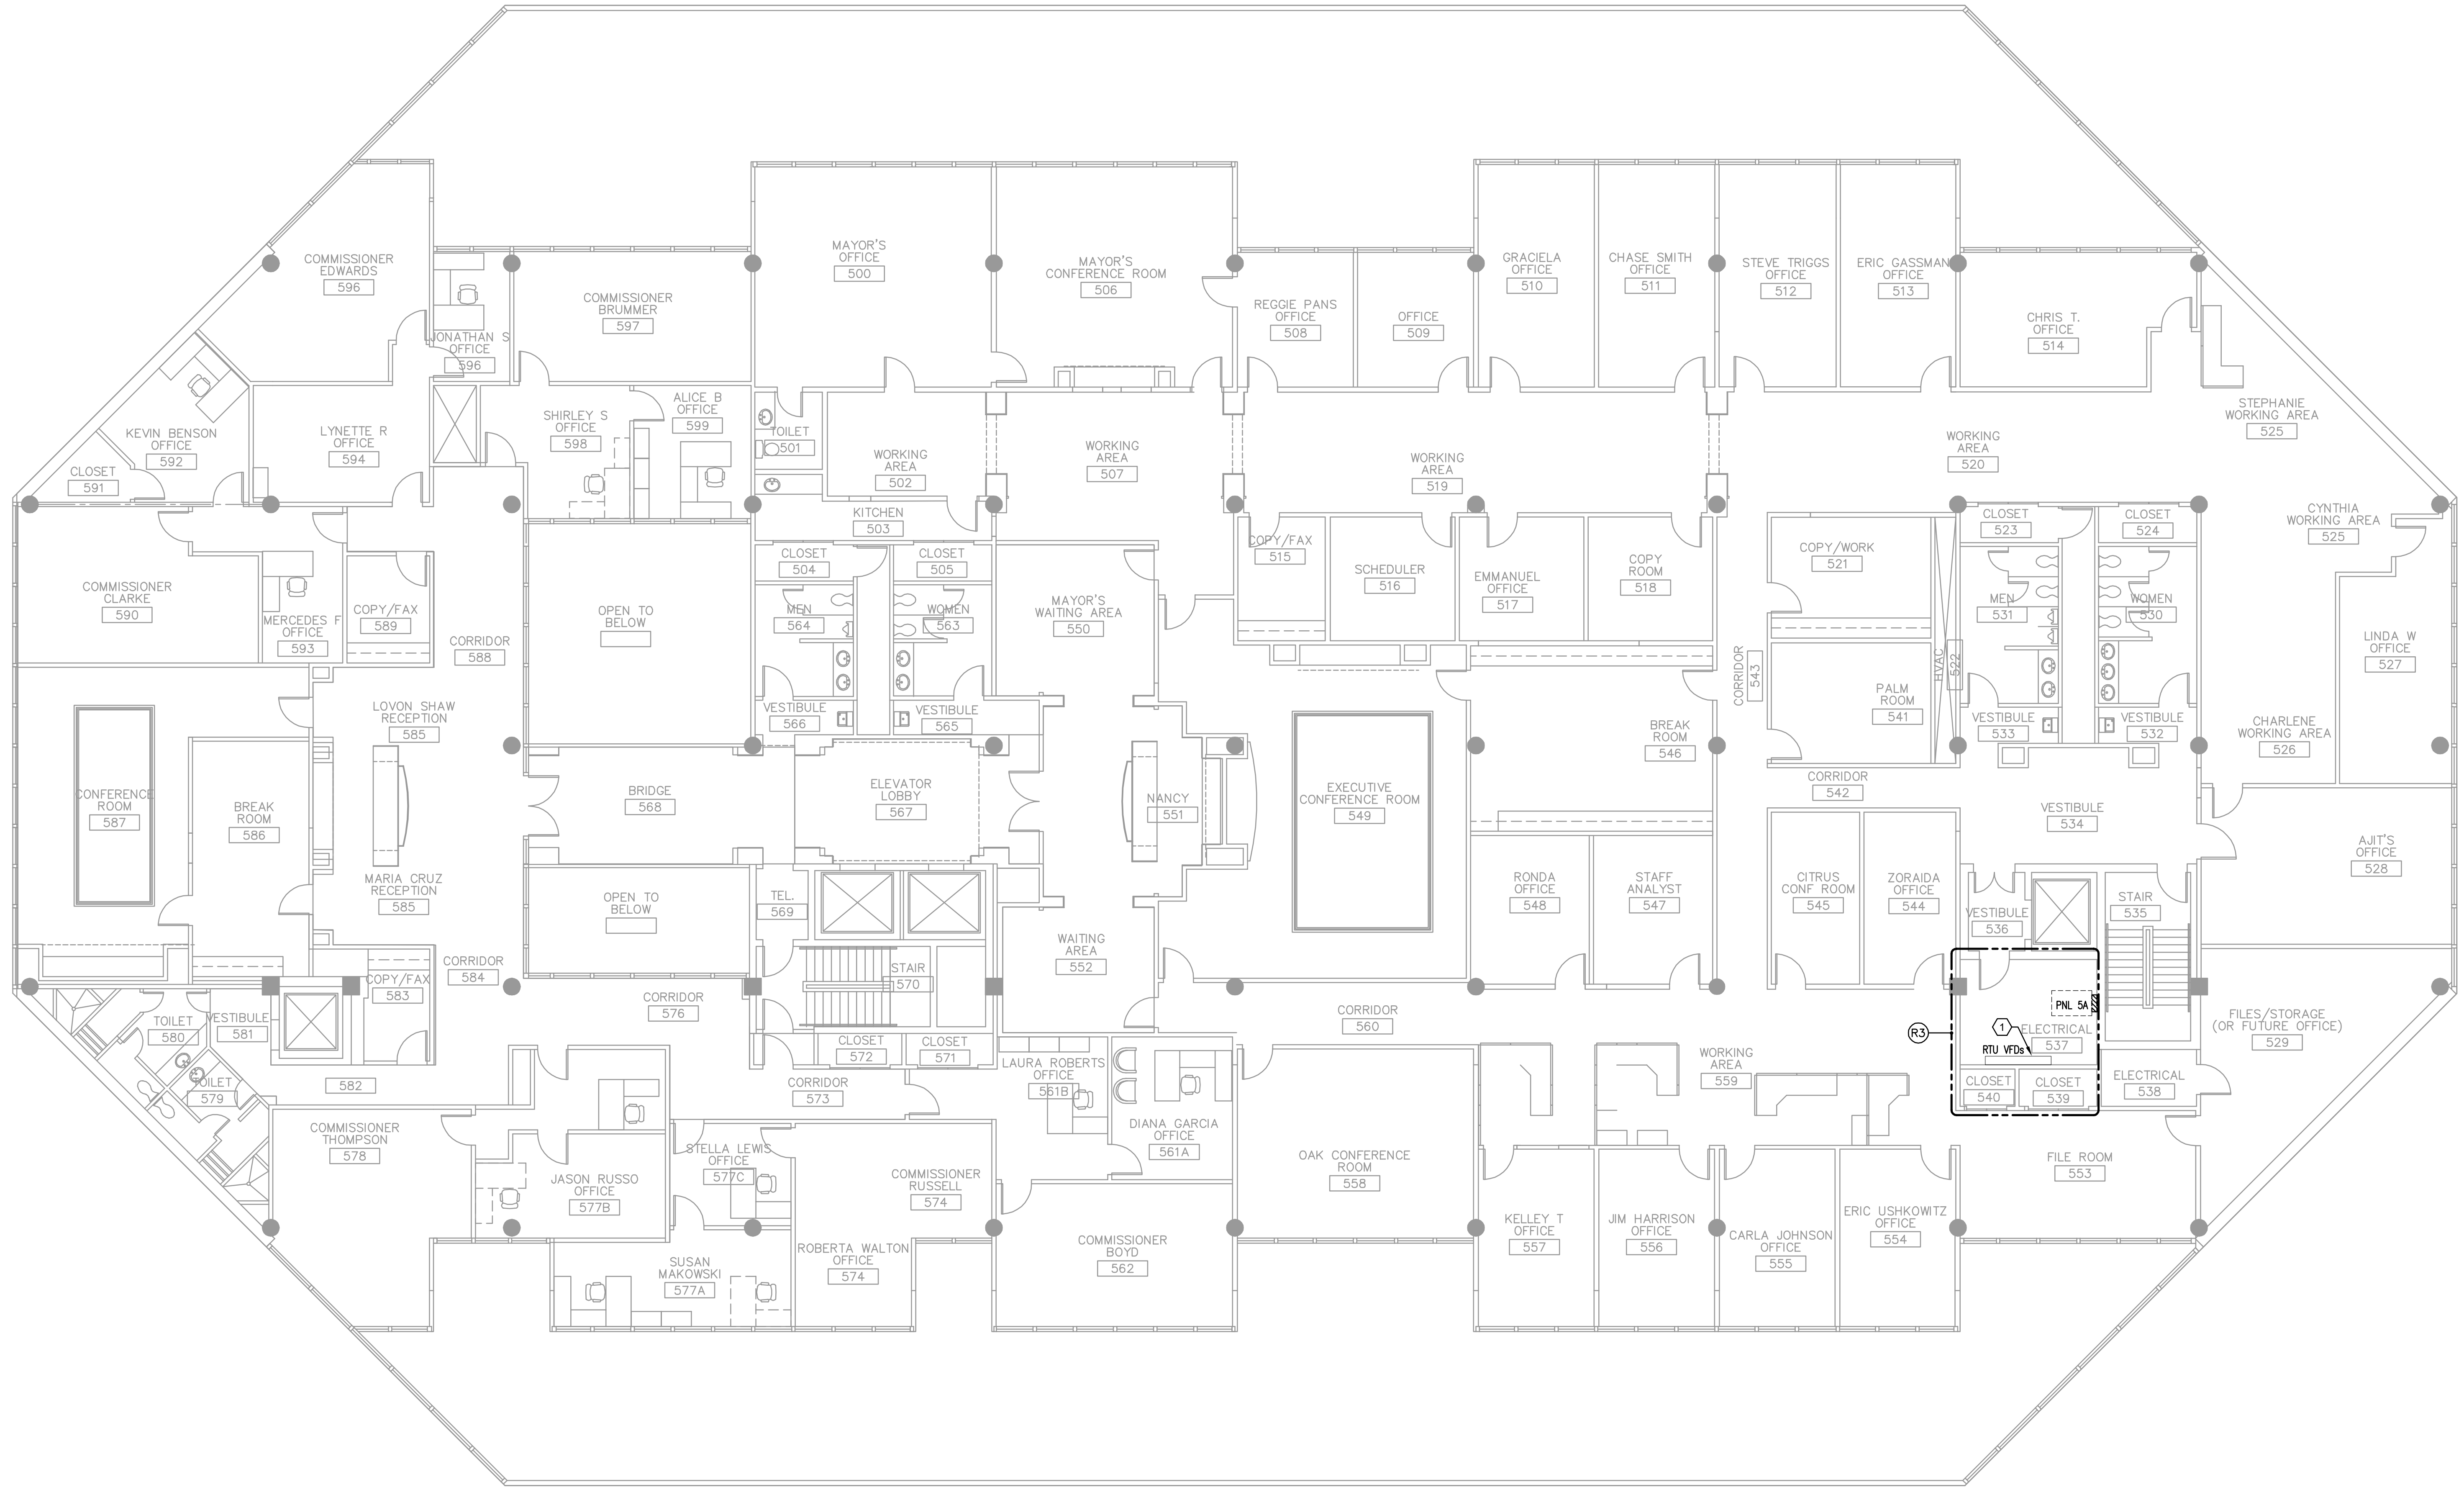 COMMISSIONER
EDWARDS
596
JONATHAN S
OFFICE
596
COMMISSIONER
BRUMMER
597
MAYOR'S
OFFICE
500
MAYOR'S
CONFERENCE ROOM
506
REGGIE PANS
OFFICE
508
OFFICE
509
GRACIELA
OFFICE
510
CHASE SMITH
OFFICE
511
STEVE TRIGGS
OFFICE
512
ERIC GASSMAN
OFFICE
513
CHRIS T.
OFFICE
514
STEPHANIE
WORKING AREA
525
KEVIN BENSON
OFFICE
592
CLOSET
591
LYNETTE R
OFFICE
594
SHIRLEY S
OFFICE
598
ALICE B
OFFICE
599
TOILET
501
WORKING
AREA
502
KITCHEN
503
WORKING
AREA
507
WORKING
AREA
519
WORKING
AREA
520
CYNTHIA
WORKING AREA
525
COMMISSIONER
CLARKE
590
MERCEDES F
OFFICE
593
COPY/FAX
589
CORRIDOR
588
OPEN TO
BELOW
CLOSET
504
CLOSET
505
MEN
564
WOMEN
563
VESTIBULE
566
VESTIBULE
565
MAYOR'S
WAITING AREA
550
COPY/FAX
515
SCHEDULER
516
EMMANUEL
OFFICE
517
COPY
ROOM
518
CORRIDOR
543
COPY/WORK
521
HVAC
522
PALM
ROOM
541
CLOSET
523
CLOSET
524
MEN
531
WOMEN
530
VESTIBULE
533
VESTIBULE
532
LINDA W
OFFICE
527
CHARLENE
WORKING AREA
526
LOVON SHAW
RECEPTION
585
CONFERENCE
ROOM
587
BREAK
ROOM
586
MARIA CRUZ
RECEPTION
585
BRIDGE
568
ELEVATOR
LOBBY
567
NANCY
551
EXECUTIVE
CONFERENCE ROOM
549
BREAK
ROOM
546
CORRIDOR
542
VESTIBULE
534
AJIT'S
OFFICE
528
OPEN TO
BELOW
TEL.
569
STAIR
570
WAITING
AREA
552
RONDA
OFFICE
548
STAFF
ANALYST
547
CITRUS
CONF ROOM
545
ZORAIDA
OFFICE
544
VESTIBULE
536
STAIR
535
CORRIDOR
584
COPY/FAX
583
CORRIDOR
576
CORRIDOR
560
PNL 5A
R3
1
ELECTRICAL
537
RTU VFDs
FILES/STORAGE
(OR FUTURE OFFICE)
529
TOILET
580
VESTIBULE
581
TOILET
579
582
CLOSET
572
CLOSET
571
CORRIDOR
573
LAURA ROBERTS
OFFICE
561B
DIANA GARCIA
OFFICE
561A
WORKING
AREA
559
CLOSET
540
CLOSET
539
ELECTRICAL
538
COMMISSIONER
THOMPSON
578
JASON RUSSO
OFFICE
577B
STELLA LEWIS
OFFICE
577C
COMMISSIONER
RUSSELL
574
OAK CONFERENCE
ROOM
558
FILE ROOM
553
SUSAN
MAKOWSKI
577A
ROBERTA WALTON
OFFICE
574
COMMISSIONER
BOYD
562
KELLEY T
OFFICE
557
JIM HARRISON
OFFICE
556
CARLA JOHNSON
OFFICE
555
ERIC USHKOWITZ
OFFICE
554